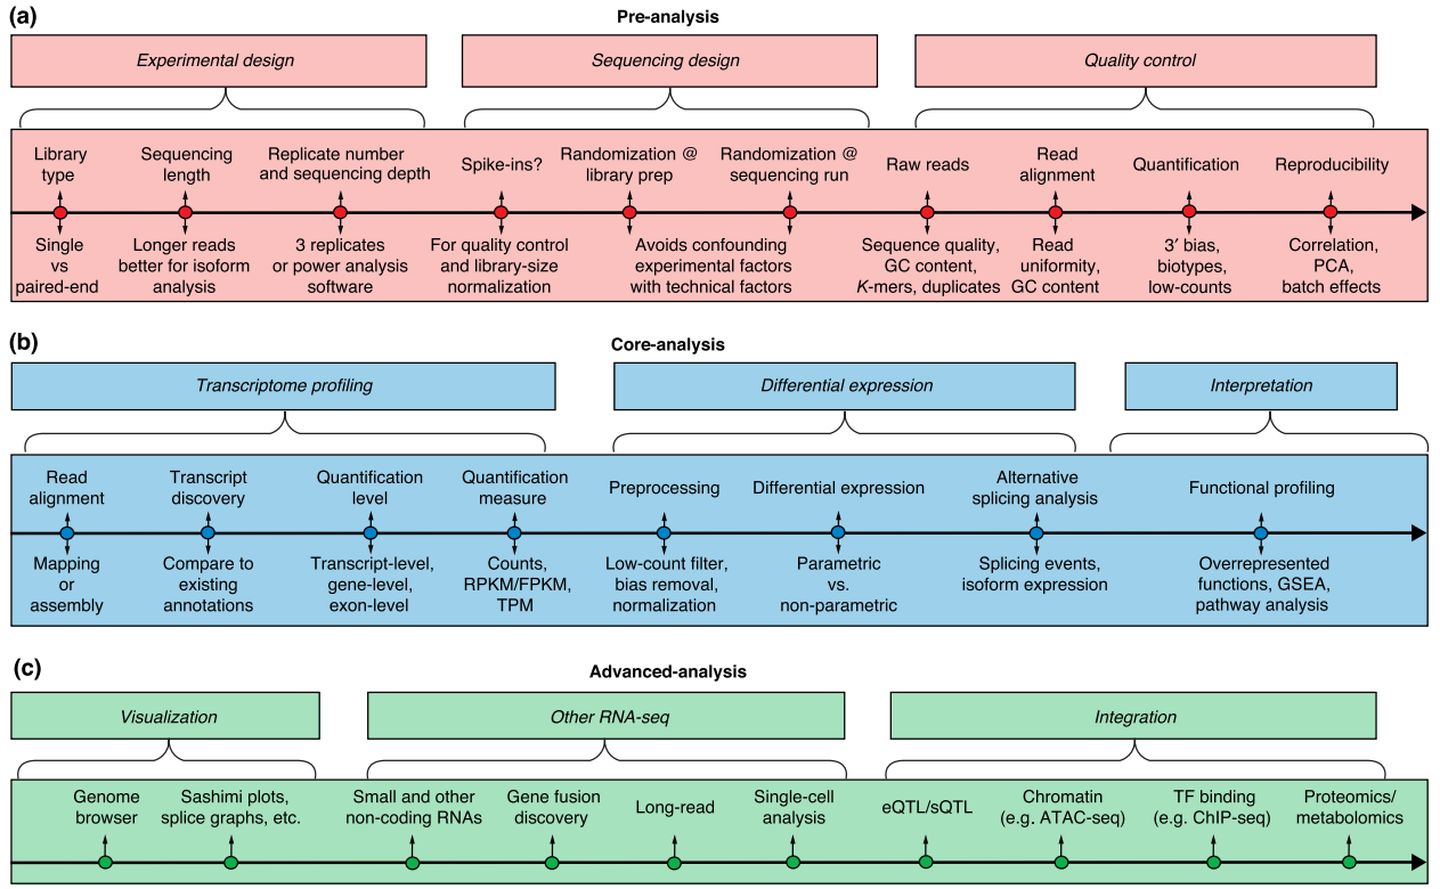 (a)
Pre-analysis
Experimental design
Sequencing design
Quality control
Library
type
Sequencing
length
Replicate number
and sequencing depth
Spike-ins?
Randomization @
library prep
Randomization @
sequencing run
Raw reads
Read
alignment
Quantification
Reproducibility
Single
vs
paired-end
Longer reads
better for isoform
analysis
3 replicates
or power analysis
software
For quality control
and library-size
normalization
Avoids confounding
experimental factors
with technical factors
Sequence quality,
GC content,
K-mers, duplicates
Read
uniformity,
GC content
3′ bias,
biotypes,
low-counts
Correlation,
PCA,
batch effects
(b)
Core-analysis
Transcriptome profiling
Differential expression
Interpretation
Read
alignment
Transcript
discovery
Quantification
level
Quantification
measure
Preprocessing
Differential expression
Alternative
splicing analysis
Functional profiling
Mapping
or
assembly
Compare to
existing
annotations
Transcript-level,
gene-level,
exon-level
Counts,
RPKM/FPKM,
TPM
Low-count filter,
bias removal,
normalization
Parametric
vs.
non-parametric
Splicing events,
isoform expression
Overrepresented
functions, GSEA,
pathway analysis
(c)
Advanced-analysis
Visualization
Other RNA-seq
Integration
Genome
browser
Sashimi plots,
splice graphs, etc.
Small and other
non-coding RNAs
Gene fusion
discovery
Long-read
Single-cell
analysis
eQTL/sQTL
Chromatin
(e.g. ATAC-seq)
TF binding
(e.g. ChIP-seq)
Proteomics/
metabolomics